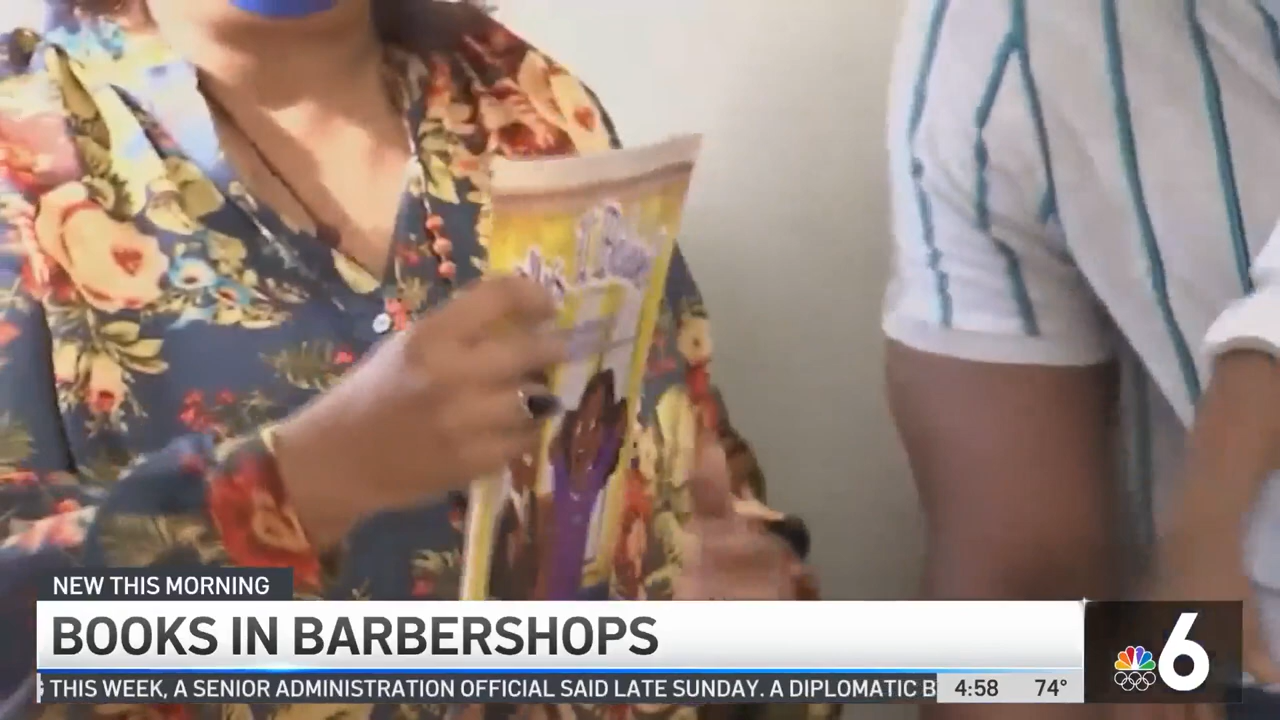 NEW THIS MORNING
BOOKS IN BARBERSHOPS
THIS WEEK, A SENIOR ADMINISTRATION OFFICIAL SAID LATE SUNDAY. A DIPLOMATIC B
4:58 74°
6